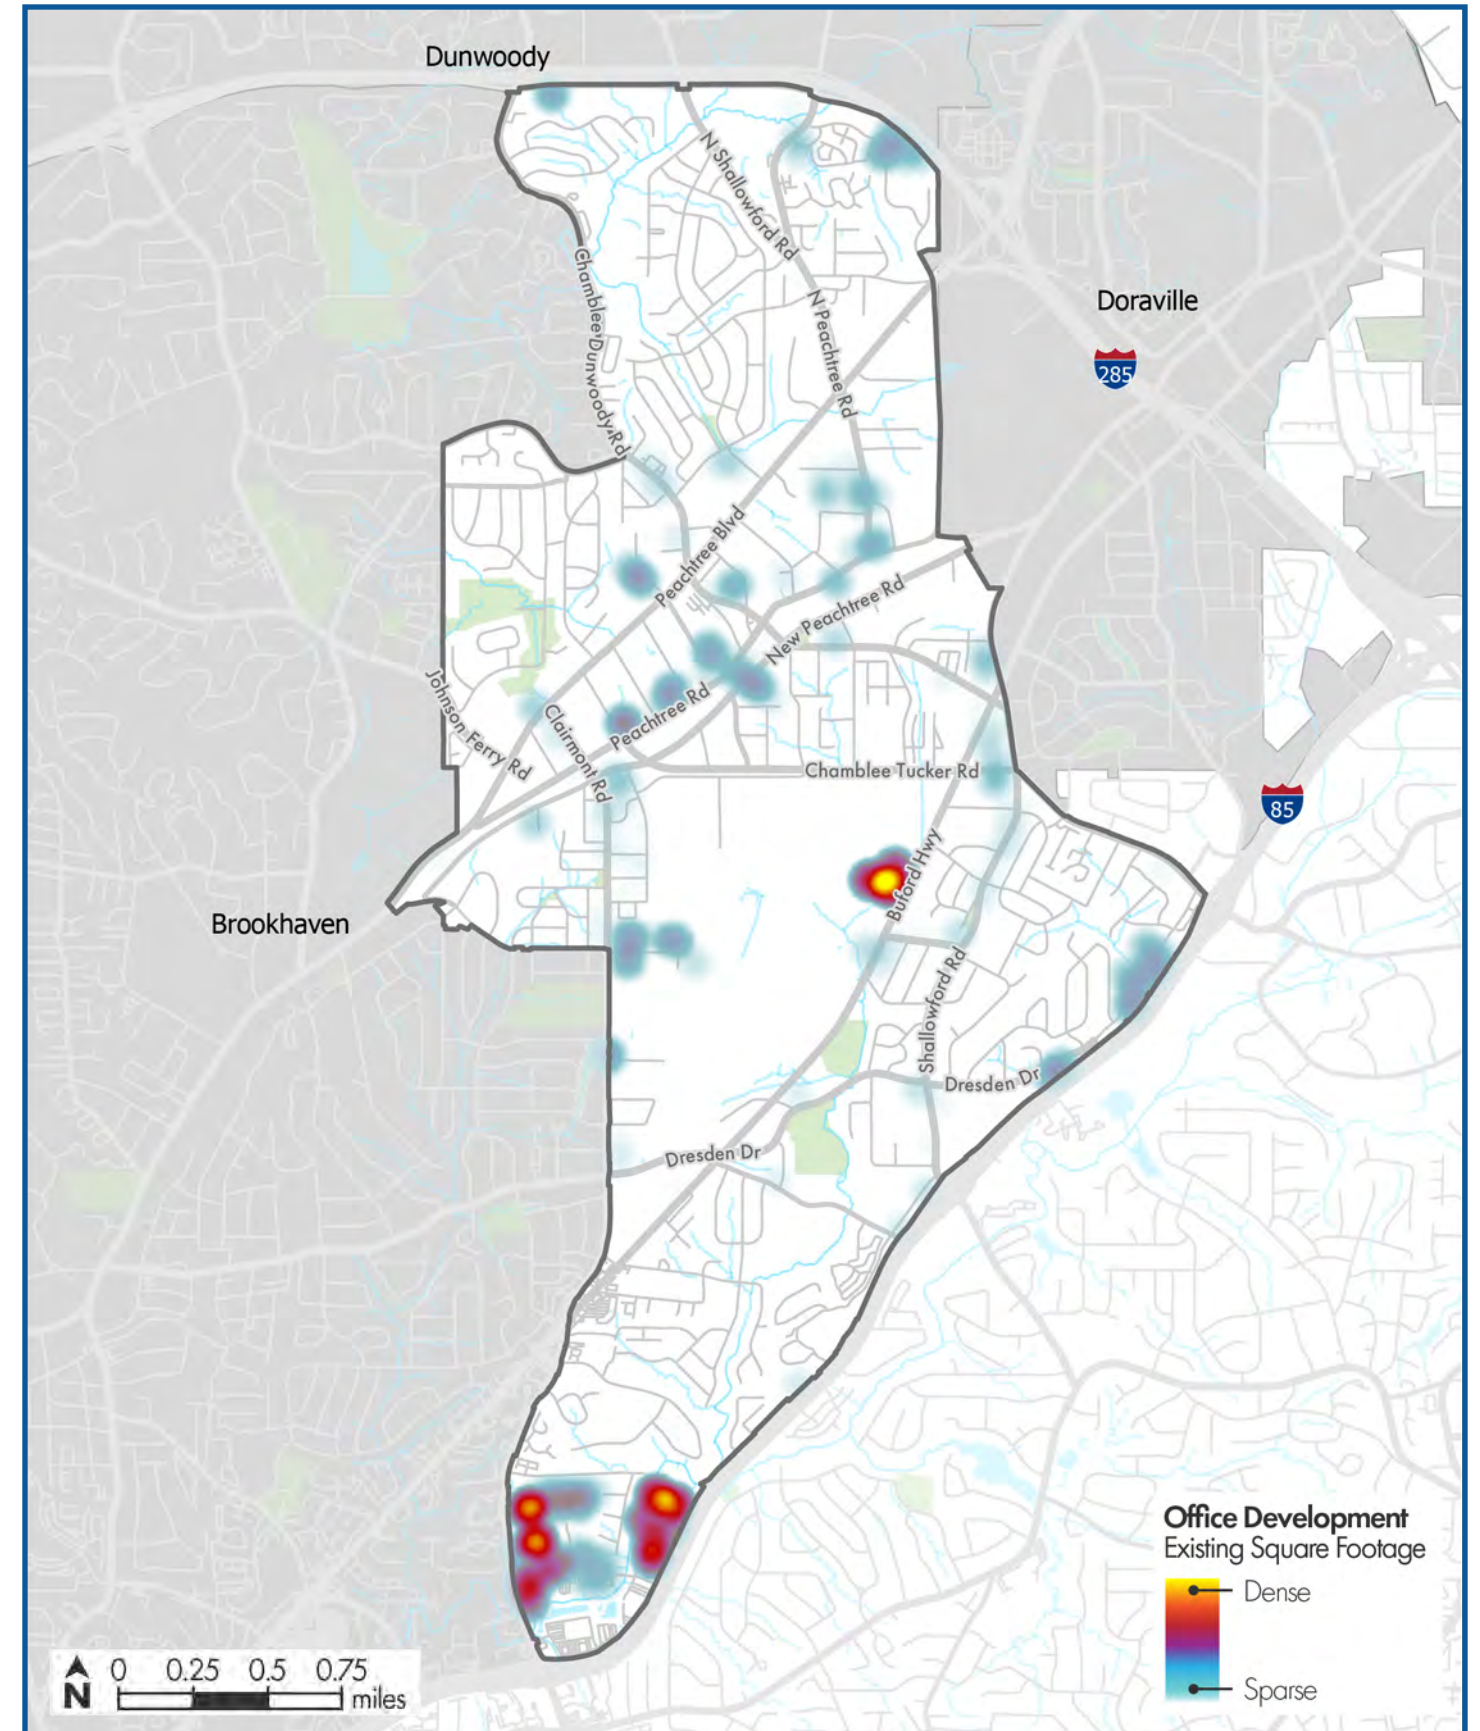 Dunwoody
N Shallowford Rd
Chamblee Dunwoody Rd
N Peachtree Rd
Doraville
285
Peachtree Blvd
New Peachtree Rd
Johnson Ferry Rd
Clairmont Rd
Peachtree Rd
Chamblee Tucker Rd
85
Buford Hwy
Brookhaven
Shallowford Rd
Dresden Dr
Dresden Dr
Office Development
Existing Square Footage
Dense
Sparse
N
0 0.25 0.5 0.75
miles